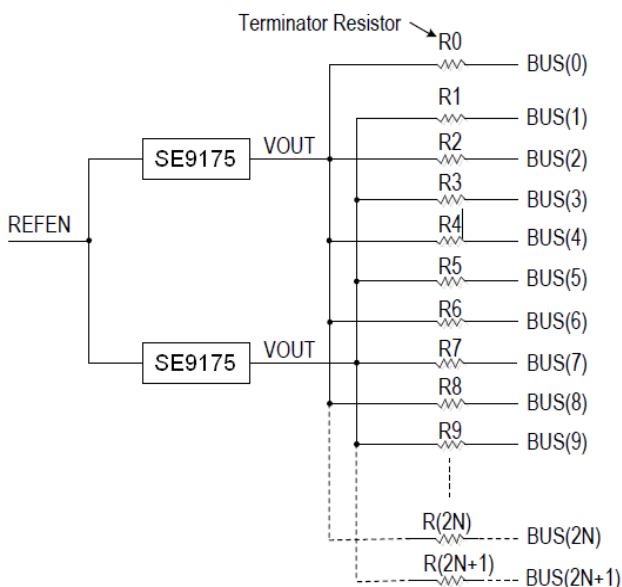 Terminator Resistor
R0
BUS(0)
R1
BUS(1)
SE9175
VOUT
R2
BUS(2)
R3
BUS(3)
REFEN
R4
BUS(4)
R5
BUS(5)
R6
BUS(6)
SE9175
VOUT
R7
BUS(7)
R8
BUS(8)
R9
BUS(9)
R(2N)
BUS(2N)
R(2N+1)
BUS(2N+1)